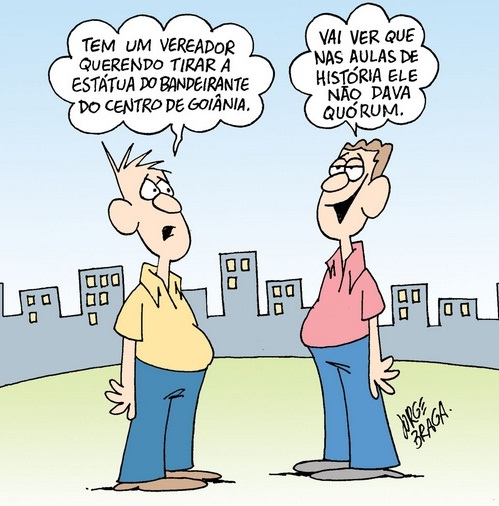 TEM UM VEREADOR
QUERENDO TIRAR A
ESTÁTUA DO BANDEIRANTE
DO CENTRO DE GOIÂNIA.
VAI VER QUE
NAS AULAS DE
HISTÓRIA ELE
NÃO DAVA
QUÓRUM.
JORGE
BRAGA.